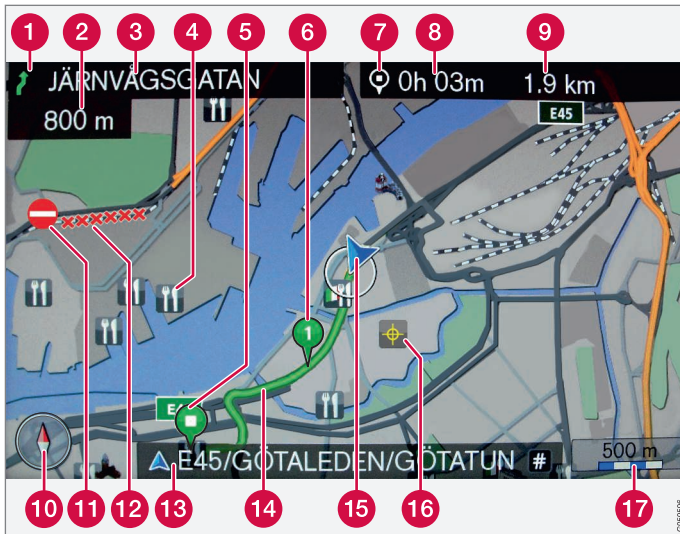 1 2 3 4 5 6 7 8 9
JÄRNVÅGSGATAN
800 m
0h 03m 1.9 km
E45
1
E
E45/GÖTALEDEN/GÖTATUN #
500 m
10 11 12 13 14 15 16 17